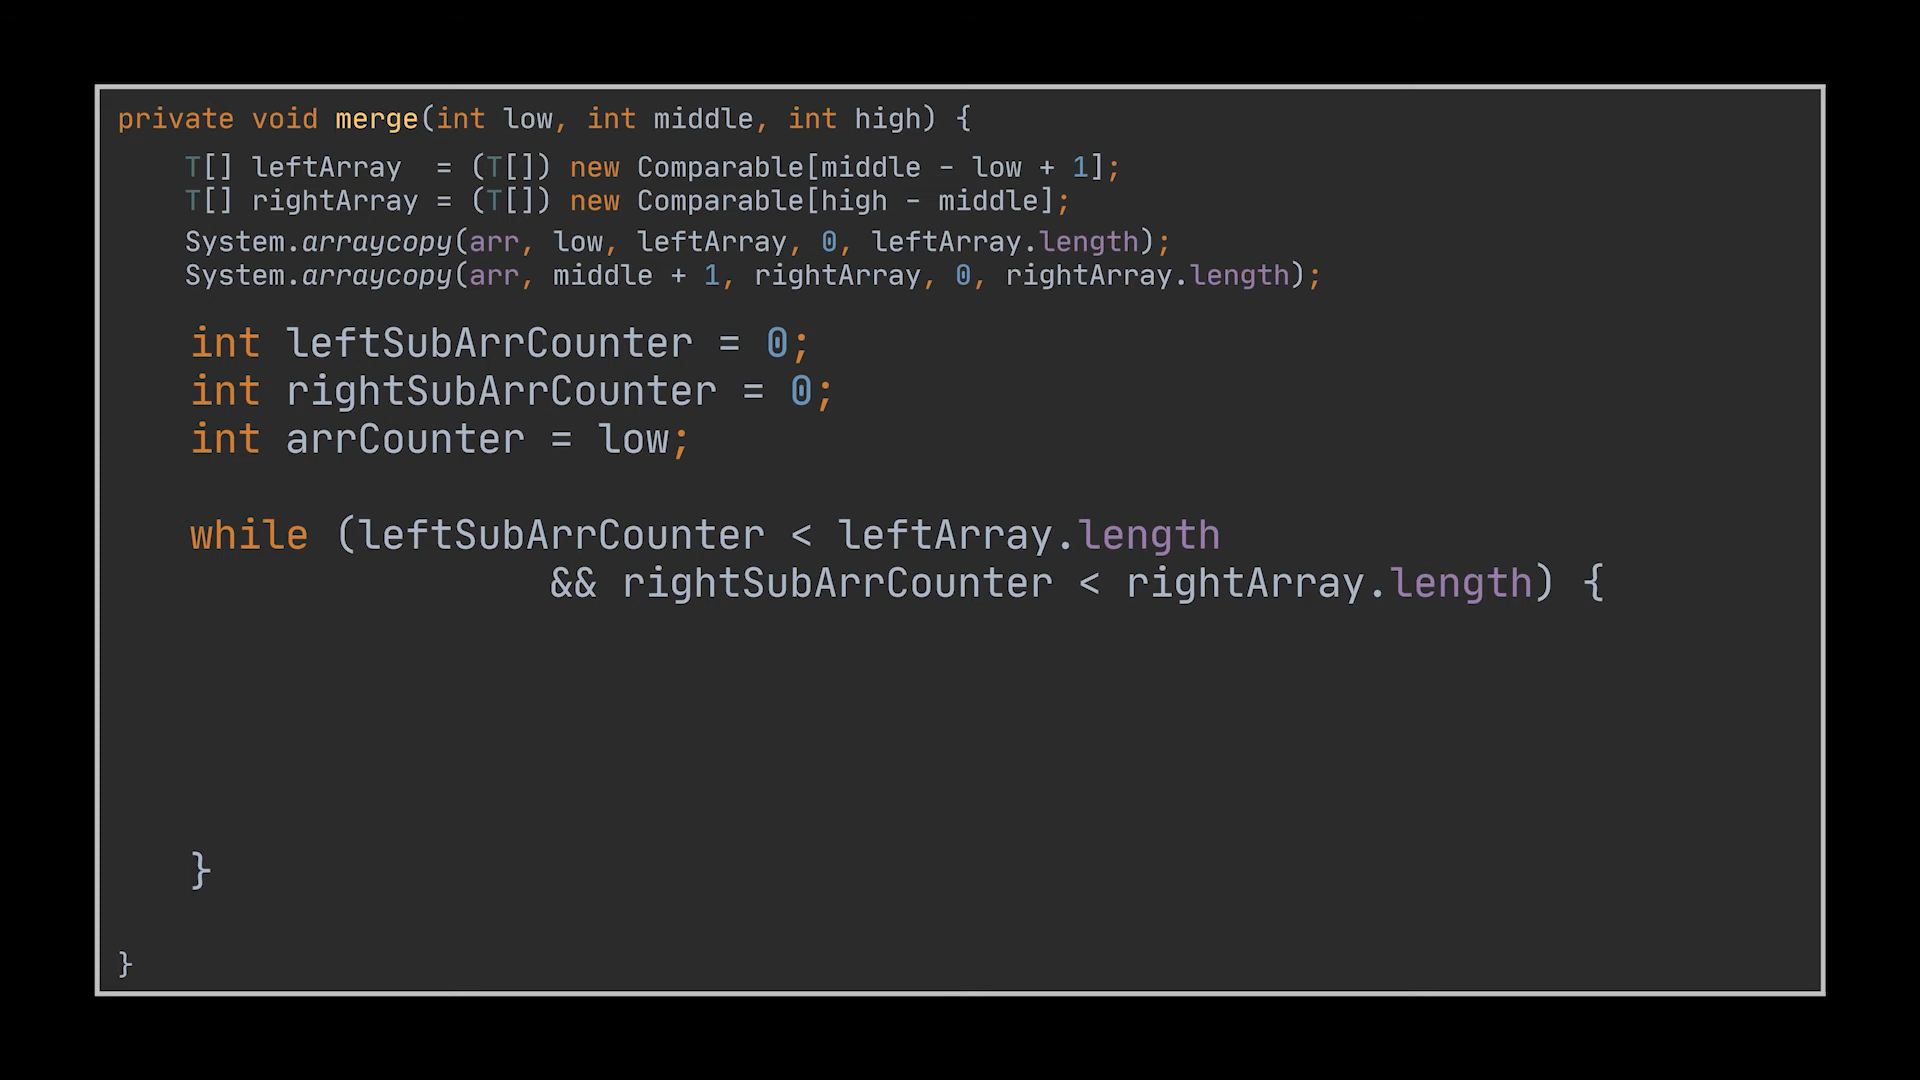 private void merge(int low, int middle, int high) {
T[] leftArray  = (T[]) new Comparable[middle - low + 1];
T[] rightArray = (T[]) new Comparable[high - middle];
System.arraycopy(arr, low, leftArray, 0, leftArray.length);
System.arraycopy(arr, middle + 1, rightArray, 0, rightArray.length);
int leftSubArrCounter = 0;
int rightSubArrCounter = 0;
int arrCounter = low;
while (leftSubArrCounter < leftArray.length
&& rightSubArrCounter < rightArray.length) {
}
}